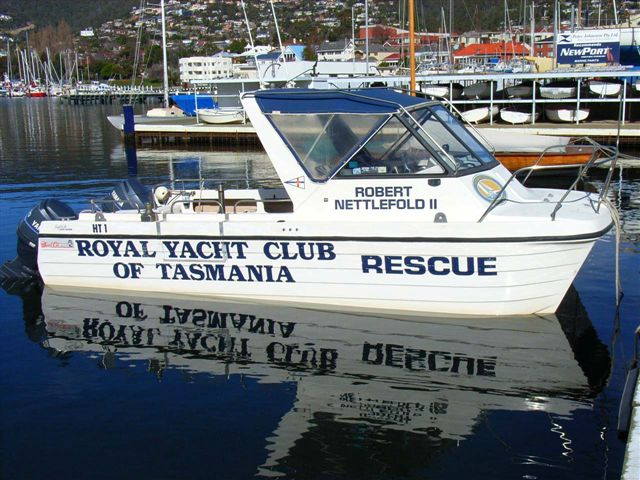 NEWPORT
ROBERT
NETTLEFOLD II
HT 1
ROYAL YACHT CLUB
OF TASMANIA
RESCUE